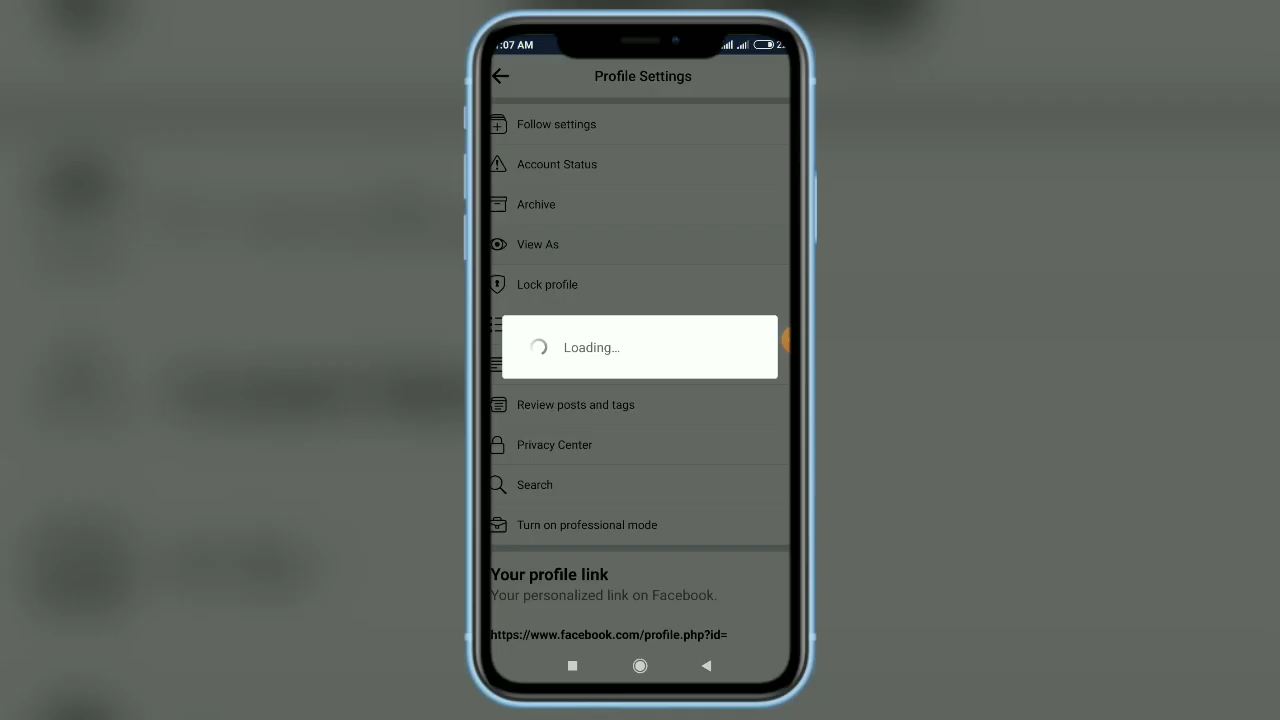 :07 AM
Profile Settings
Follow settings
Account Status
Archive
View As
Lock profile
Loading...
Review posts and tags
Privacy Center
Search
Turn on professional mode
Your profile link
Your personalized link on Facebook.
https://www.facebook.com/profile.php?id=